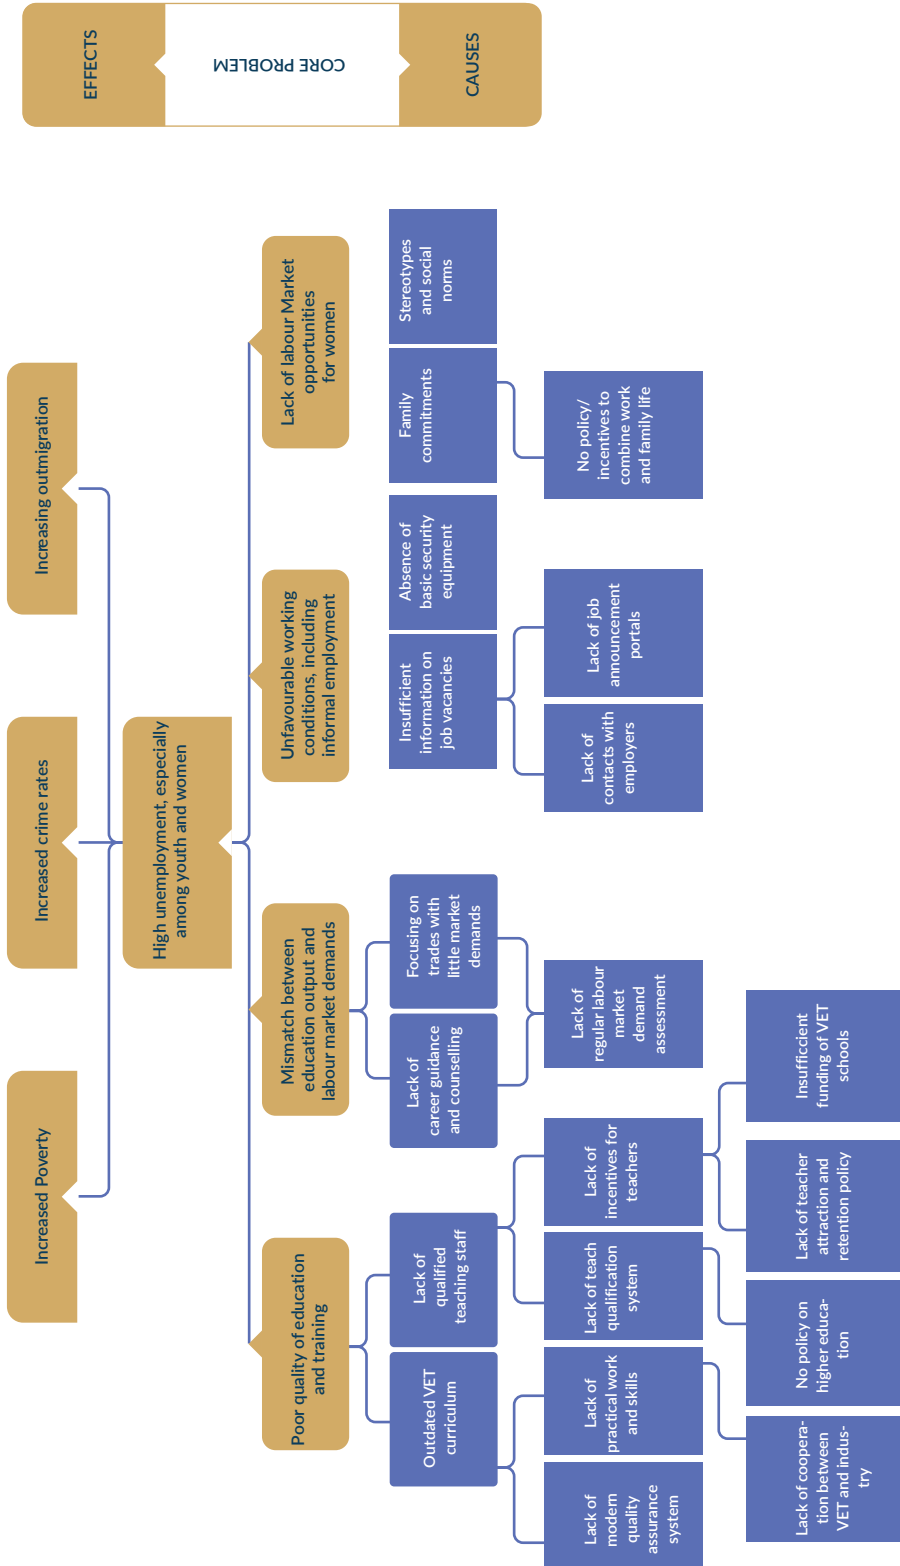 EFFECTS
CORE PROBLEM
CAUSES
Increased Poverty
Increased crime rates
Increasing outmigration
High unemployment, especially
among youth and women
Poor quality of education
and training
Mismatch between
education output and
labour market demands
Unfavourable working
conditions, including
informal employment
Lack of labour Market
opportunities
for women
Outdated VET
curriculum
Lack of
qualified
teaching staff
Lack of
career guidance
and counselling
Focusing on
trades with
little market
demands
Insufficient
information on
job vacancies
Absence of
basic security
equipment
Family
commitments
Stereotypes
and social
norms
Lack of
modern
quality
assurance
system
Lack of
practical work
and skills
Lack of teach
qualification
system
Lack of
incentives for
teachers
Lack of
regular labour
market
demand
assessment
Lack of
contacts with
employers
Lack of job
announcement
portals
No policy/
incentives to
combine work
and family life
Lack of coopera-
tion between
VET and indus-
try
No policy on
higher educa-
tion
Lack of teacher
attraction and
retention policy
Insufficcient
funding of VET
schools